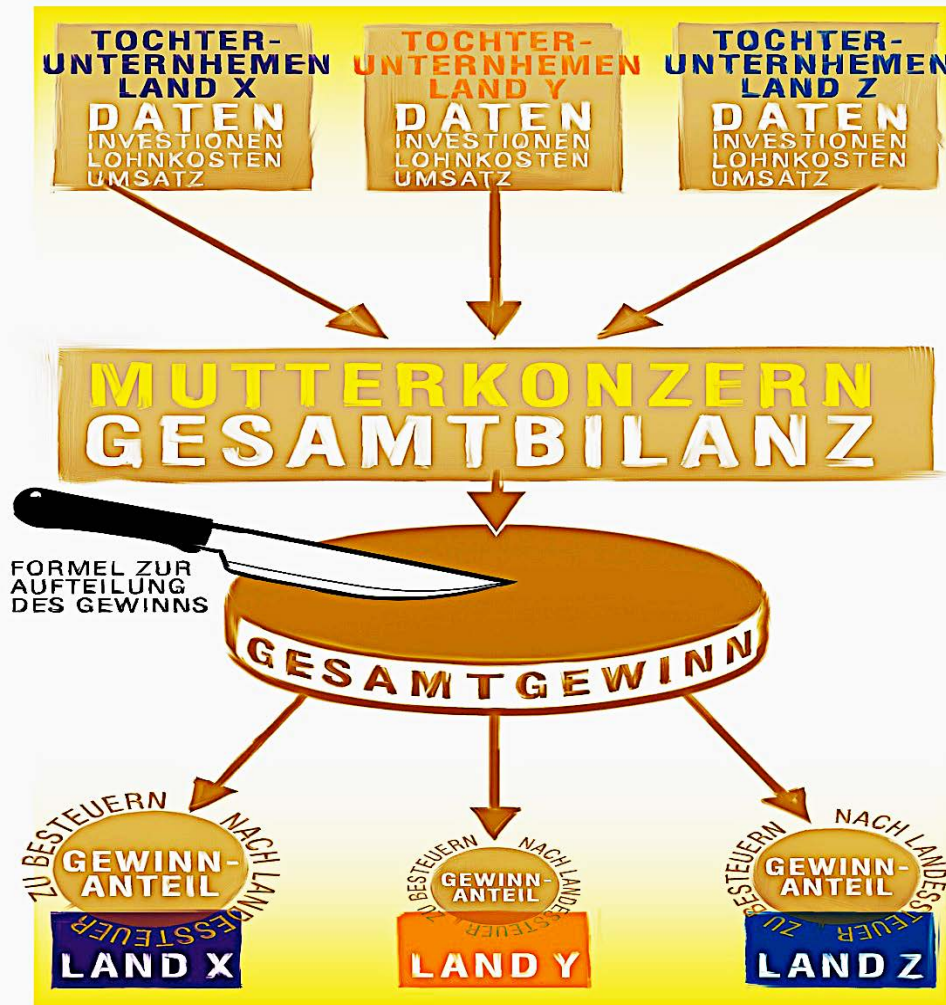 TOCHTER-
UNTERNHEMEN
LAND X
DATEN
INVESTIONEN
LOHNKOSTEN
UMSATZ
TOCHTER-
UNTERNHEMEN
LAND Y
DATEN
INVESTIONEN
LOHNKOSTEN
UMSATZ
TOCHTER-
UNTERNHEMEN
LAND Z
DATEN
INVESTIONEN
LOHNKOSTEN
UMSATZ
MUTTERKONZERN
GESAMTBILANZ
FORMEL ZUR
AUFTEILUNG
DES GEWINNS
GESAMTGEWINN
ZU BESTEUERN NACH LANDESSTEUER
GEWINN-
ANTEIL
LAND X
ZU BESTEUERN NACH LANDESSTEUER
GEWINN-
ANTEIL
LAND Y
ZU BESTEUERN NACH LANDESSTEUER
GEWINN-
ANTEIL
LAND Z